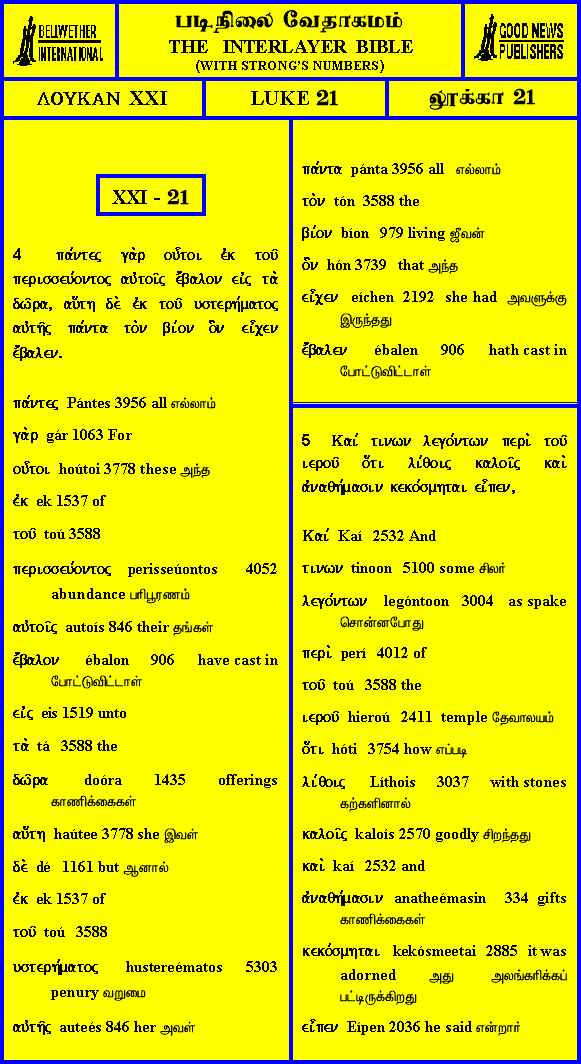 BELLWETHER
INTERNATIONAL
படிநிலை வேதாகமம்
THE INTERLAYER BIBLE
(WITH STRONG'S NUMBERS)
GOOD NEWS
PUBLISHERS
ΛΟΥΚΑΝ XXI
LUKE 21
லூக்கா 21
XXI - 21
4 πάντες γὰρ οὗτοι ἐκ τοῦ
περισσεύοντος αὐτοῖς ἔβαλον εἰς τὰ
δῶρα, αὕτη δὲ ἐκ τοῦ υστερήματος
αὐτῆς πάντα τὸν βίον ὃν εἶχεν
ἔβαλεν.
πάντες Pántes 3956 all எல்லாம்
γὰρ gár 1063 For
οὗτοι hoútoi 3778 these அந்த
ἐκ ek 1537 of
τοῦ toú 3588
περισσεύοντος perisseúontos 4052
abundance பரிபூரணம்
αὐτοῖς autoís 846 their தங்கள்
ἔβαλον ébalon 906 have cast in
போட்டுவிட்டாள்
εἰς eis 1519 unto
τὰ tá 3588 the
δῶρα doóra 1435 offerings
காணிக்கைகள்
αὕτη haútee 3778 she இவள்
δὲ dé 1161 but ஆனால்
ἐκ ek 1537 of
τοῦ toú 3588
υστερήματος hustereématos 5303
penury வறுமை
αὐτῆς auteés 846 her அவள்
πάντα pánta 3956 all எல்லாம்
τὸν tón 3588 the
βίον bíon 979 living ஜீவன்
ὃν hón 3739 that அந்த
εἶχεν eíchen 2192 she had அவளுக்கு
இருந்தது
ἔβαλεν ébalen 906 hath cast in
போட்டுவிட்டாள்
5 Καί τινων λεγόντων περὶ τοῦ
ιεροῦ ὅτι λίθοις καλοῖς καὶ
ἀναθήμασιν κεκόσμηται εἶπεν,
Καί Kaí 2532 And
τινων tinoon 5100 some சிலர்
λεγόντων legóntoon 3004 as spake
சொன்னபோது
περὶ perí 4012 of
τοῦ toú 3588 the
ιεροῦ hieroú 2411 temple தேவாலயம்
ὅτι hóti 3754 how எப்படி
λίθοις Líthois 3037 with stones
கற்களினால்
καλοῖς kaloís 2570 goodly சிறந்தது
καὶ kaí 2532 and
ἀναθήμασιν anatheémasin 334 gifts
காணிக்கைகள்
κεκόσμηται kekósmeetai 2885 it was
adorned அது அலங்கரிக்கப்
பட்டிருக்கிறது
εἶπεν Eípen 2036 he said என்றார்